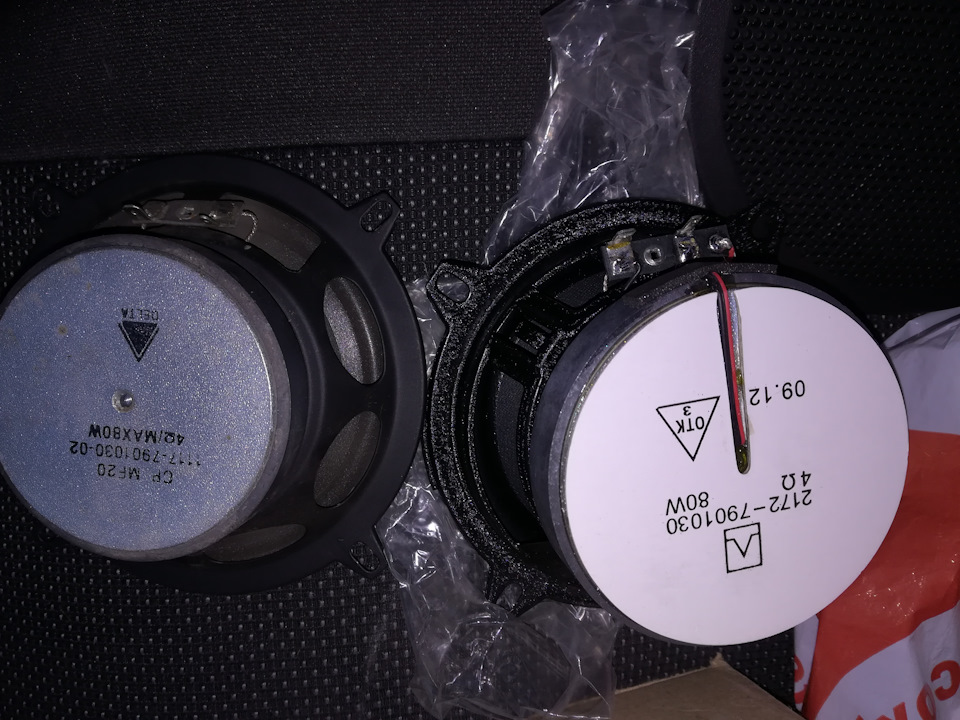 DELTA
CP MF20
1117-7901030-02
4Ω/MAX80W
2172-7901030
4Ω 80W
ОТК
3
09.12